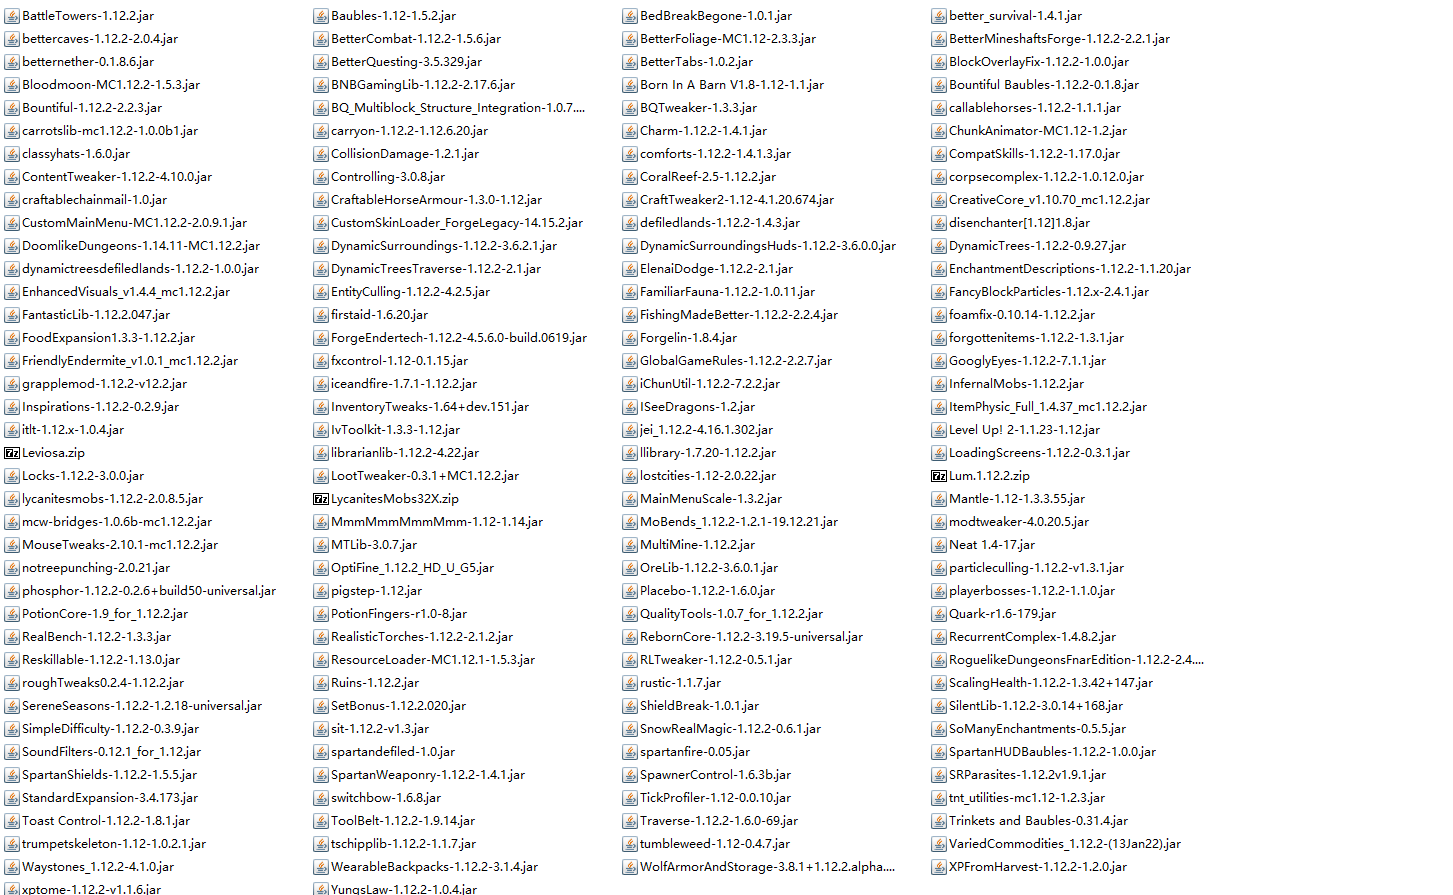 BattleTowers-1.12.2.jar Baubles-1.12-1.5.2.jar BedBreakBegone-1.0.1.jar better_survival-1.4.1.jar
bettercaves-1.12.2-2.0.4.jar BetterCombat-1.12.2-1.5.6.jar BetterFoliage-MC1.12-2.3.3.jar BetterMineshaftsForge-1.12.2-2.2.1.jar
betternether-0.1.8.6.jar BetterQuesting-3.5.329.jar BetterTabs-1.0.2.jar BlockOverlayFix-1.12.2-1.0.0.jar
Bloodmoon-MC1.12.2-1.5.3.jar BNBGamingLib-1.12.2-2.17.6.jar Born In A Barn V1.8-1.12-1.1.jar Bountiful Baubles-1.12.2-0.1.8.jar
Bountiful-1.12.2-2.2.3.jar BQ_Multiblock_Structure_Integration-1.0.7.... BQTweaker-1.3.3.jar callablehorses-1.12.2-1.1.1.jar
carrotslib-mc1.12.2-1.0.0b1.jar carryon-1.12.2-1.12.6.20.jar Charm-1.12.2-1.4.1.jar ChunkAnimator-MC1.12-1.2.jar
classyhats-1.6.0.jar CollisionDamage-1.2.1.jar comforts-1.12.2-1.4.1.3.jar CompatSkills-1.12.2-1.17.0.jar
ContentTweaker-1.12.2-4.10.0.jar Controlling-3.0.8.jar CoralReef-2.5-1.12.2.jar corpsecomplex-1.12.2-1.0.12.0.jar
craftablechainmail-1.0.jar CraftableHorseArmour-1.3.0-1.12.jar CraftTweaker2-1.12-4.1.20.674.jar CreativeCore_v1.10.70_mc1.12.2.jar
CustomMainMenu-MC1.12.2-2.0.9.1.jar CustomSkinLoader_ForgeLegacy-14.15.2.jar defiledlands-1.12.2-1.4.3.jar disenchanter[1.12]1.8.jar
DoomlikeDungeons-1.14.11-MC1.12.2.jar DynamicSurroundings-1.12.2-3.6.2.1.jar DynamicSurroundingsHuds-1.12.2-3.6.0.0.jar DynamicTrees-1.12.2-0.9.27.jar
dynamictreesdefiledlands-1.12.2-1.0.0.jar DynamicTreesTraverse-1.12.2-2.1.jar ElenaiDodge-1.12.2-2.1.jar EnchantmentDescriptions-1.12.2-1.1.20.jar
EnhancedVisuals_v1.4.4_mc1.12.2.jar EntityCulling-1.12.2-4.2.5.jar FamiliarFauna-1.12.2-1.0.11.jar FancyBlockParticles-1.12.x-2.4.1.jar
FantasticLib-1.12.2.047.jar firstaid-1.6.20.jar FishingMadeBetter-1.12.2-2.2.4.jar foamfix-0.10.14-1.12.2.jar
FoodExpansion1.3.3-1.12.2.jar ForgeEndertech-1.12.2-4.5.6.0-build.0619.jar Forgelin-1.8.4.jar forgottenitems-1.12.2-1.3.1.jar
FriendlyEndermite_v1.0.1_mc1.12.2.jar fxcontrol-1.12-0.1.15.jar GlobalGameRules-1.12.2-2.2.7.jar GooglyEyes-1.12.2-7.1.1.jar
grapplemod-1.12.2-v12.2.jar iceandfire-1.7.1-1.12.2.jar iChunUtil-1.12.2-7.2.2.jar InfernalMobs-1.12.2.jar
Inspirations-1.12.2-0.2.9.jar InventoryTweaks-1.64+dev.151.jar ISeeDragons-1.2.jar ItemPhysic_Full_1.4.37_mc1.12.2.jar
itlt-1.12.x-1.0.4.jar IvToolkit-1.3.3-1.12.jar jei_1.12.2-4.16.1.302.jar Level Up! 2-1.1.23-1.12.jar
Leviosa.zip librarianlib-1.12.2-4.22.jar llibrary-1.7.20-1.12.2.jar LoadingScreens-1.12.2-0.3.1.jar
Locks-1.12.2-3.0.0.jar LootTweaker-0.3.1+MC1.12.2.jar lostcities-1.12-2.0.22.jar Lum.1.12.2.zip
lycanitesmobs-1.12.2-2.0.8.5.jar LycanitesMobs32X.zip MainMenuScale-1.3.2.jar Mantle-1.12-1.3.3.55.jar
mcw-bridges-1.0.6b-mc1.12.2.jar MmmMmmMmmMmm-1.12-1.14.jar MoBends_1.12.2-1.2.1-19.12.21.jar modtweaker-4.0.20.5.jar
MouseTweaks-2.10.1-mc1.12.2.jar MTLib-3.0.7.jar MultiMine-1.12.2.jar Neat 1.4-17.jar
notreepunching-2.0.21.jar OptiFine_1.12.2_HD_U_G5.jar OreLib-1.12.2-3.6.0.1.jar particleculling-1.12.2-v1.3.1.jar
phosphor-1.12.2-0.2.6+build50-universal.jar pigstep-1.12.jar Placebo-1.12.2-1.6.0.jar playerbosses-1.12.2-1.1.0.jar
PotionCore-1.9_for_1.12.2.jar PotionFingers-r1.0-8.jar QualityTools-1.0.7_for_1.12.2.jar Quark-r1.6-179.jar
RealBench-1.12.2-1.3.3.jar RealisticTorches-1.12.2-2.1.2.jar RebornCore-1.12.2-3.19.5-universal.jar RecurrentComplex-1.4.8.2.jar
Reskillable-1.12.2-1.13.0.jar ResourceLoader-MC1.12.1-1.5.3.jar RLTweaker-1.12.2-0.5.1.jar RoguelikeDungeonsFnarEdition-1.12.2-2.4....
roughTweaks0.2.4-1.12.2.jar Ruins-1.12.2.jar rustic-1.1.7.jar ScalingHealth-1.12.2-1.3.42+147.jar
SereneSeasons-1.12.2-1.2.18-universal.jar SetBonus-1.12.2.020.jar ShieldBreak-1.0.1.jar SilentLib-1.12.2-3.0.14+168.jar
SimpleDifficulty-1.12.2-0.3.9.jar sit-1.12.2-v1.3.jar SnowRealMagic-1.12.2-0.6.1.jar SoManyEnchantments-0.5.5.jar
SoundFilters-0.12.1_for_1.12.jar spartandefiled-1.0.jar spartanfire-0.05.jar SpartanHUDBaubles-1.12.2-1.0.0.jar
SpartanShields-1.12.2-1.5.5.jar SpartanWeaponry-1.12.2-1.4.1.jar SpawnerControl-1.6.3b.jar SRParasites-1.12.2v1.9.1.jar
StandardExpansion-3.4.173.jar switchbow-1.6.8.jar TickProfiler-1.12-0.0.10.jar tnt_utilities-mc1.12-1.2.3.jar
Toast Control-1.12.2-1.8.1.jar ToolBelt-1.12.2-1.9.14.jar Traverse-1.12.2-1.6.0-69.jar Trinkets and Baubles-0.31.4.jar
trumpetskeleton-1.12-1.0.2.1.jar tschipplib-1.12.2-1.1.7.jar tumbleweed-1.12-0.4.7.jar VariedCommodities_1.12.2-(13Jan22).jar
Waystones_1.12.2-4.1.0.jar WearableBackpacks-1.12.2-3.1.4.jar WolfArmorAndStorage-3.8.1+1.12.2.alpha.... XPFromHarvest-1.12.2-1.2.0.jar
xptome-1.12.2-v1.1.6.jar YungsLaw-1.12.2-1.0.4.jar